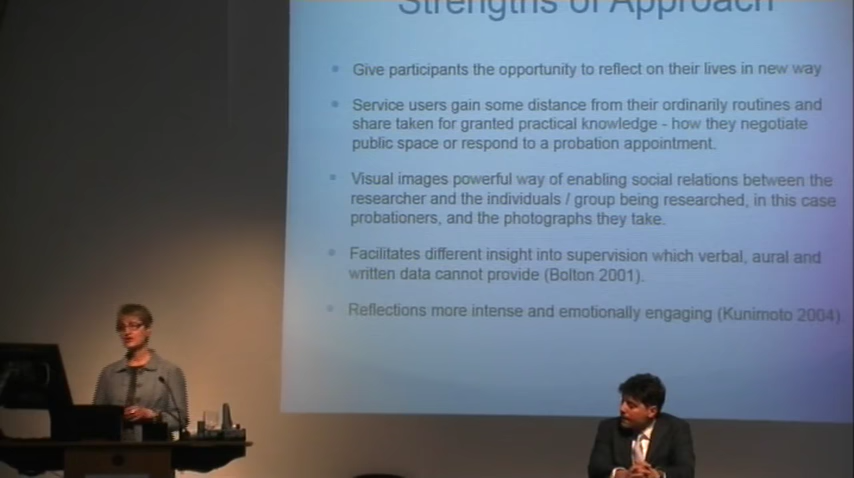 Strengths of Approach
Give participants the opportunity to reflect on their lives in new way
Service users gain some distance from their ordinarily routines and
share taken for granted practical knowledge - how they negotiate
public space or respond to a probation appointment.
Visual images powerful way of enabling social relations between the
researcher and the individuals / group being researched, in this case
probationers, and the photographs they take.
Facilitates different insight into supervision which verbal, aural and
written data cannot provide (Bolton 2001).
Reflections more intense and emotionally engaging (Kunimoto 2004).